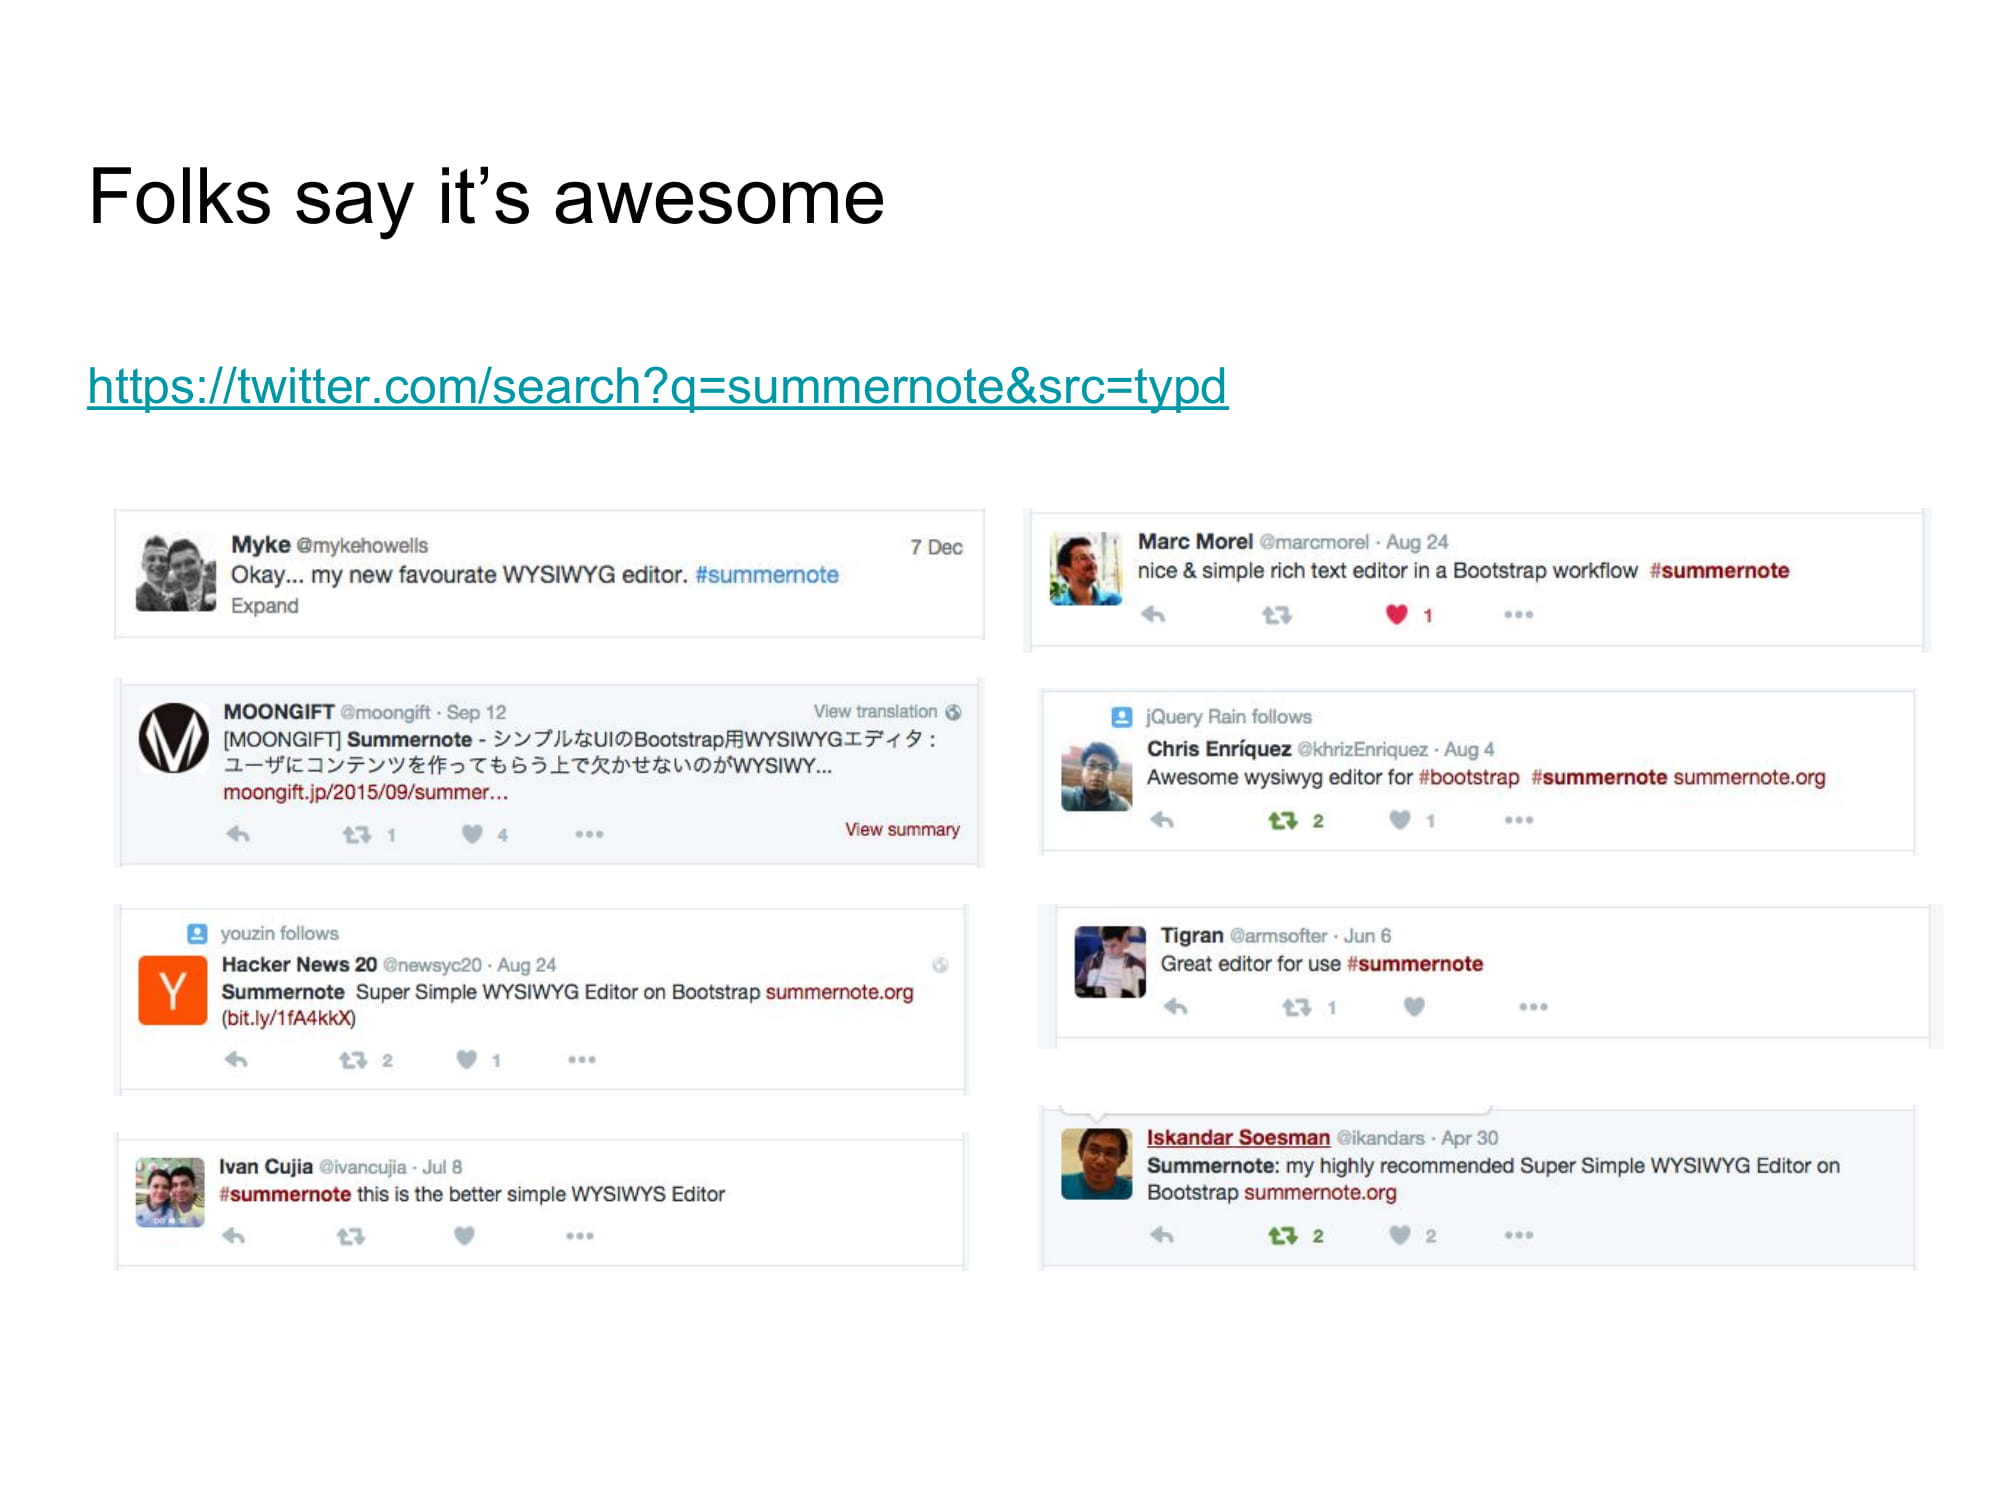 Folks say it’s awesome
https://twitter.com/search?q=summernote&src=typd
Myke @mykehowells
7 Dec
Okay... my new favourate WYSIWYG editor. #summernote
Expand
MOONGIFT @moongift · Sep 12
View translation
[MOONGIFT] Summernote - シンプルなUIのBootstrap用WYSIWYGエディタ :
ユーザにコンテンツを作ってもらう上で欠かせないのがWYSIWY...
moongift.jp/2015/09/summer…
1
4
View summary
youzin follows
Hacker News 20 @newsyc20 · Aug 24
Summernote Super Simple WYSIWYG Editor on Bootstrap summernote.org
(bit.ly/1fA4kkX)
2
1
Ivan Cujia @ivancujia · Jul 8
#summernote this is the better simple WYSIWYS Editor
Marc Morel @marcmorel · Aug 24
nice & simple rich text editor in a Bootstrap workflow #summernote
1
jQuery Rain follows
Chris Enríquez @khrizEnriquez · Aug 4
Awesome wysiwyg editor for #bootstrap #summernote summernote.org
2
1
Tigran @armsofter · Jun 6
Great editor for use #summernote
1
Iskandar Soesman @ikandars · Apr 30
Summernote: my highly recommended Super Simple WYSIWYG Editor on
Bootstrap summernote.org
2
2